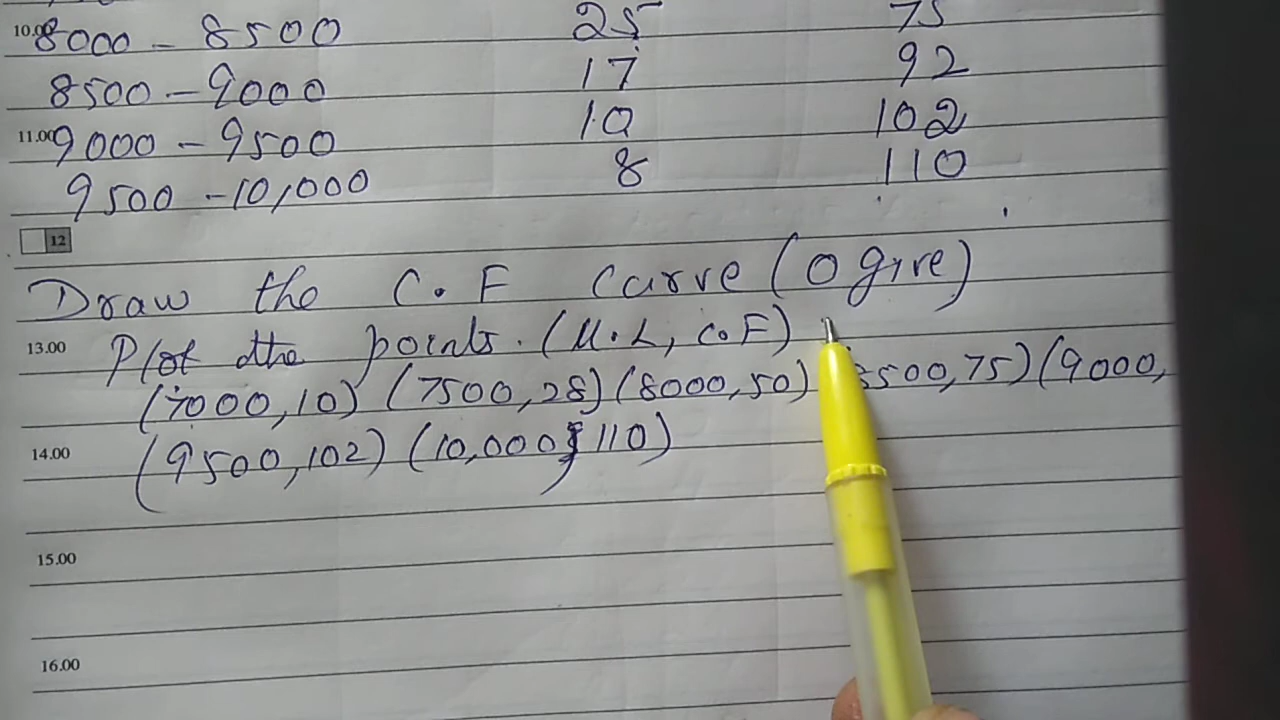 10.00 8000 - 8500 25 75
8500 - 9000 17 92
11.00 9000 - 9500 10 102
9500 - 10,000 8 110
12
Draw the C.F Curve (Ogive)
13.00 Plot the points. (U.L, C.F)
(7000,10) (7500,28) (8000,50) 8500,75) (9000,
14.00 (9500,102) (10,000, 110)
15.00
16.00